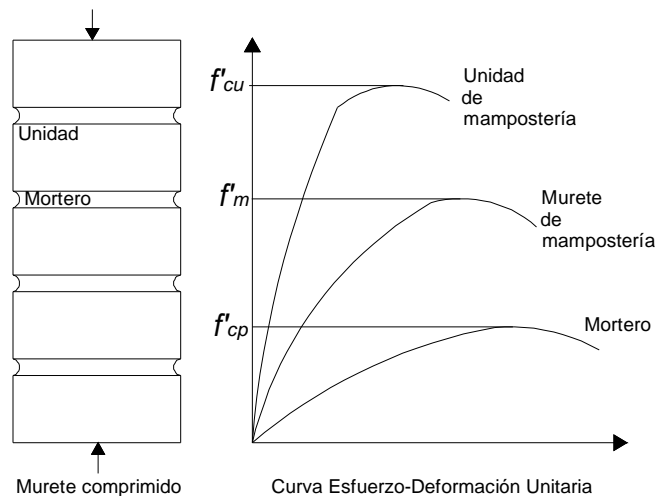 Unidad
Mortero
Murete comprimido
f'cu
Unidad
de
mampostería
f'm
Murete
de
mampostería
f'cp
Mortero
Curva Esfuerzo-Deformación Unitaria